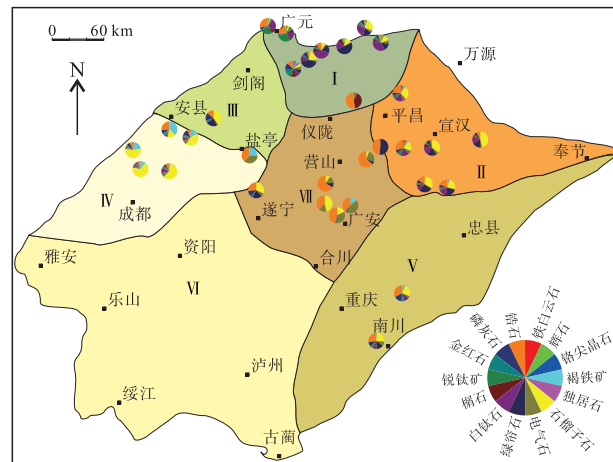 0 60 km
N
广元
万源
I
剑阁
安县
III
仪陇
平昌
宣汉
盐亭
营山
奉节
II
IV
VII
成都
遂宁
广安
忠县
资阳
合川
V
雅安
VI
乐山
重庆
南川
泸州
绥江
古蔺
锆石
铁白云石
辉石
铬尖晶石
褐铁矿
独居石
石榴子石
电气石
绿帘石
白钛石
榍石
锐钛矿
金红石
磷灰石